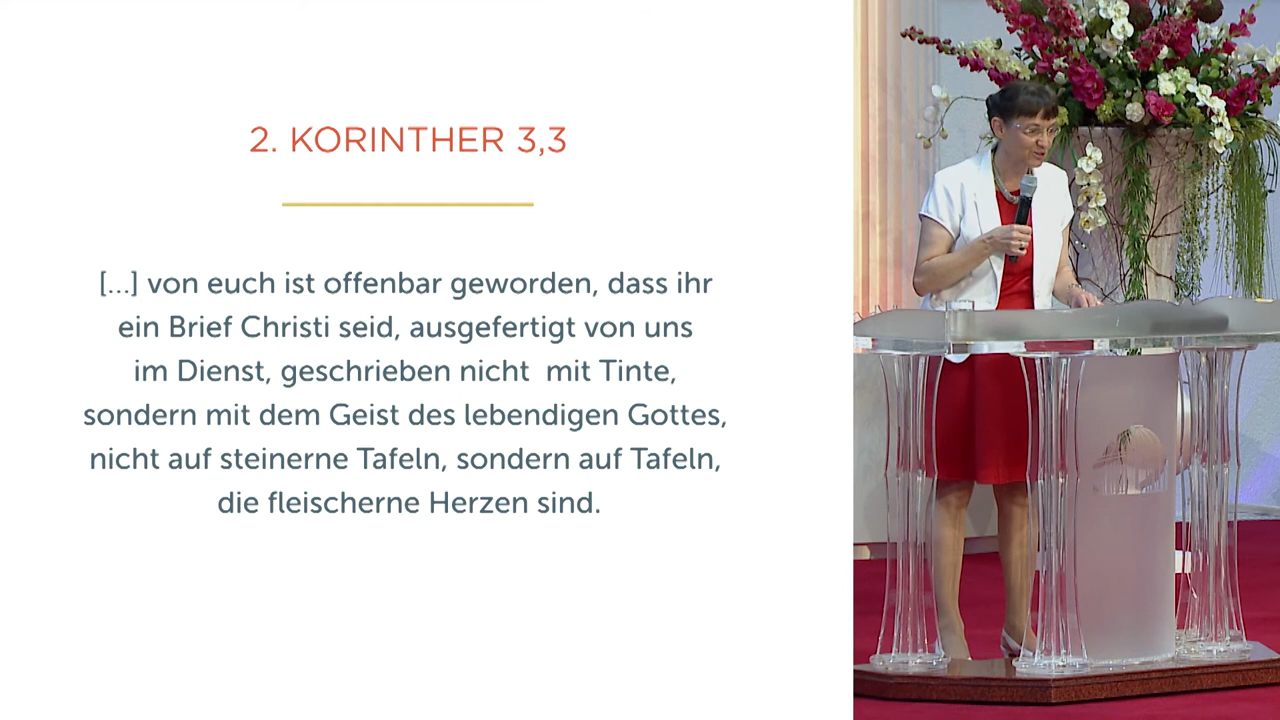 2. KORINTHER 3,3
[...] von euch ist offenbar geworden, dass ihr
ein Brief Christi seid, ausgefertigt von uns
im Dienst, geschrieben nicht  mit Tinte,
sondern mit dem Geist des lebendigen Gottes,
nicht auf steinerne Tafeln, sondern auf Tafeln,
die fleischerne Herzen sind.